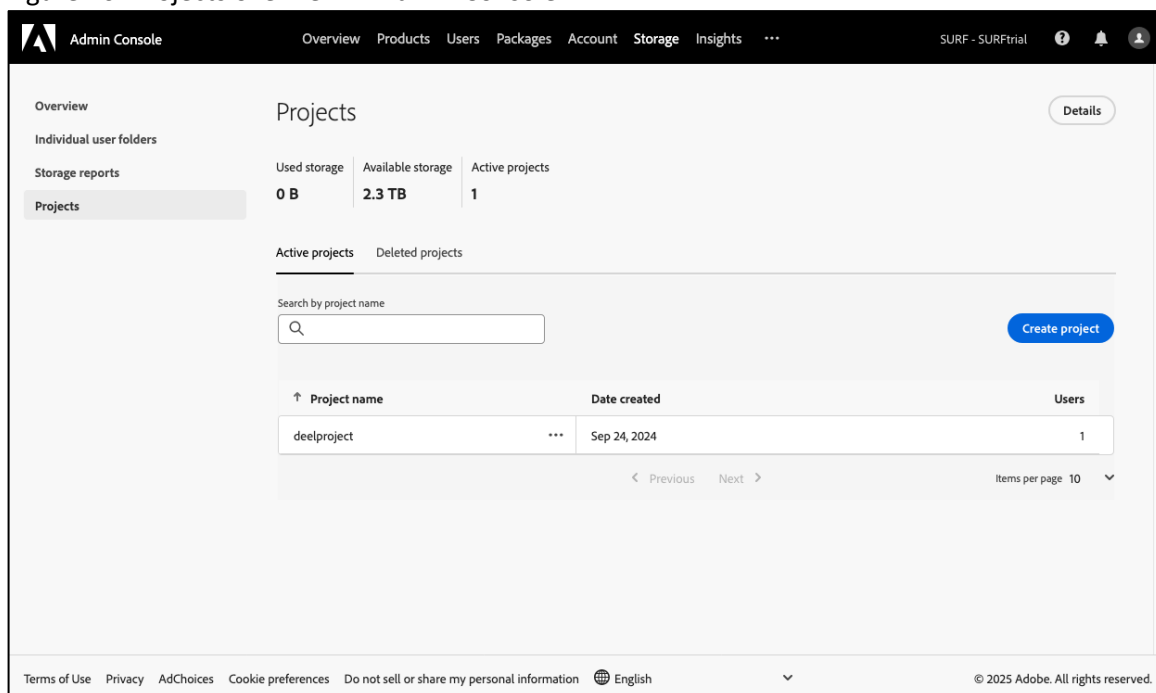 Admin Console Overview Products Users Packages Account Storage Insights ··· SURF - SURFtrial
Overview
Individual user folders
Storage reports
Projects
Projects
Details
Used storage Available storage Active projects
0 B 2.3 TB 1
Active projects Deleted projects
Search by project name
Create project
Project name Date created Users
deelproject ··· Sep 24, 2024 1
Previous Next Items per page 10
Terms of Use Privacy AdChoices Cookie preferences Do not sell or share my personal information English © 2025 Adobe. All rights reserved.